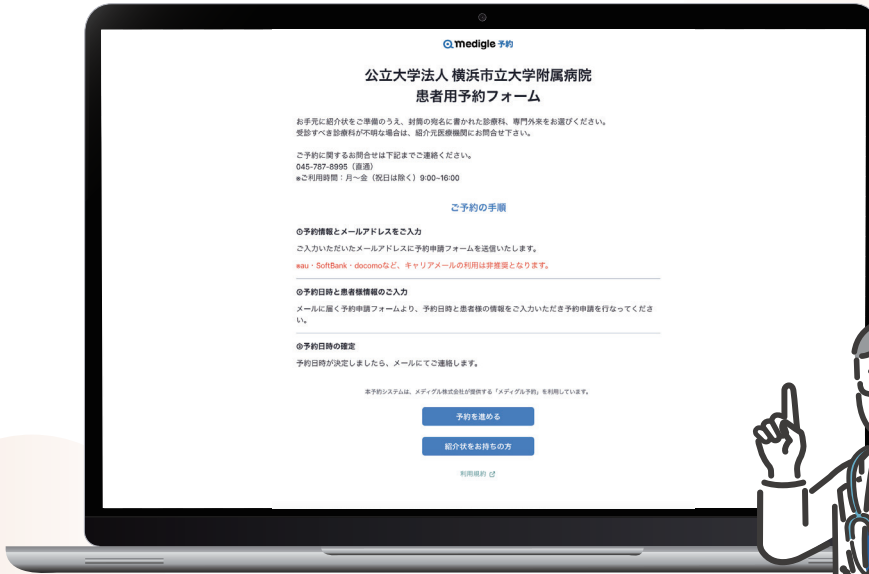 medigle 予約
公立大学法人 横浜市立大学附属病院
患者用予約フォーム
お手元に紹介状をご準備のうえ、封筒の宛名に書かれた診療科、専門外来をお選びください。
受診すべき診療科が不明な場合は、紹介元医療機関にお問合せ下さい。
ご予約に関するお問合せは下記までご連絡ください。
045-787-8995（直通）
※ご利用時間：月〜金（祝日は除く）9:00-16:00
ご予約の手順
①予約情報とメールアドレスをご入力
ご入力いただいたメールアドレスに予約申請フォームを送信いたします。
※au・SoftBank・docomoなど、キャリアメールの利用は非推奨となります。
②予約日時と患者様情報のご入力
メールに届く予約申請フォームより、予約日時と患者様の情報をご入力いただき予約申請を行なってくださ
い。
③予約日時の確定
予約日時が決定しましたら、メールにてご連絡します。
本予約システムは、メディグル株式会社が提供する「メディグル予約」を利用しています。
予約を進める
紹介状をお持ちの方
利用規約